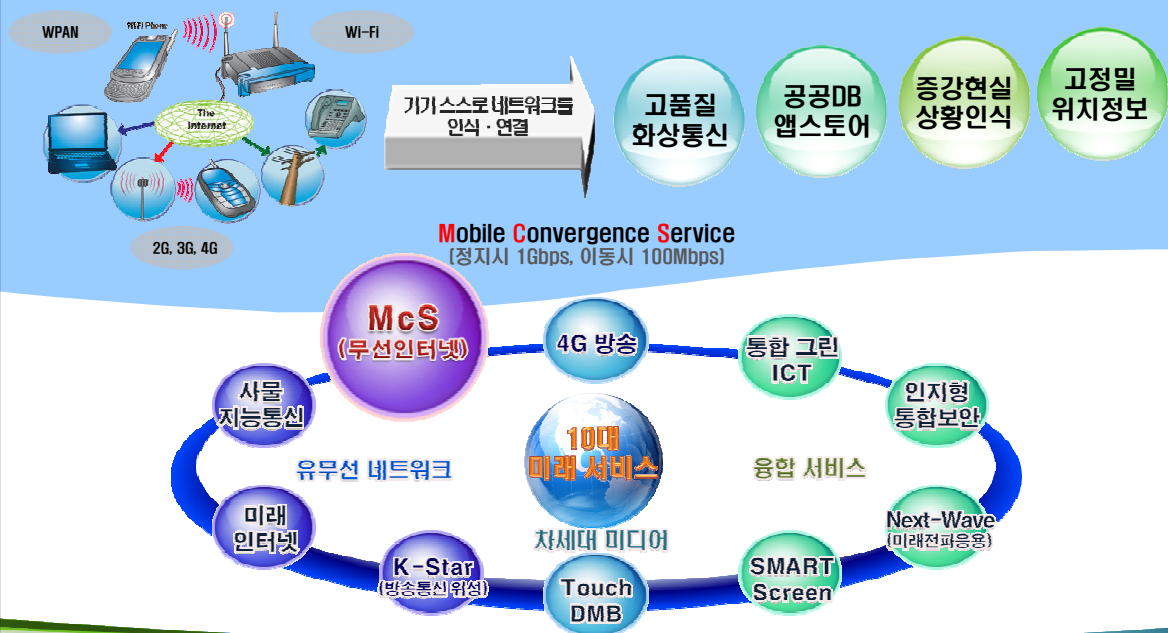 WPAN
Wi-Fi
The
Internet
2G, 3G, 4G
기기 스스로 네트워크를
인식·연결
고품질
화상통신
공공DB
앱스토어
증강현실
상황인식
고정밀
위치정보
Mobile Convergence Service
(정지시 1Gbps, 이동시 100Mbps)
McS
(무선인터넷)
4G 방송
통합 그린
ICT
사물
지능통신
인지형
통합보안
10대
미래 서비스
유무선 네트워크
융합 서비스
미래
인터넷
차세대 미디어
Next-Wave
(미래전파응용)
K-Star
(방송통신 위성)
Touch
DMB
SMART
Screen